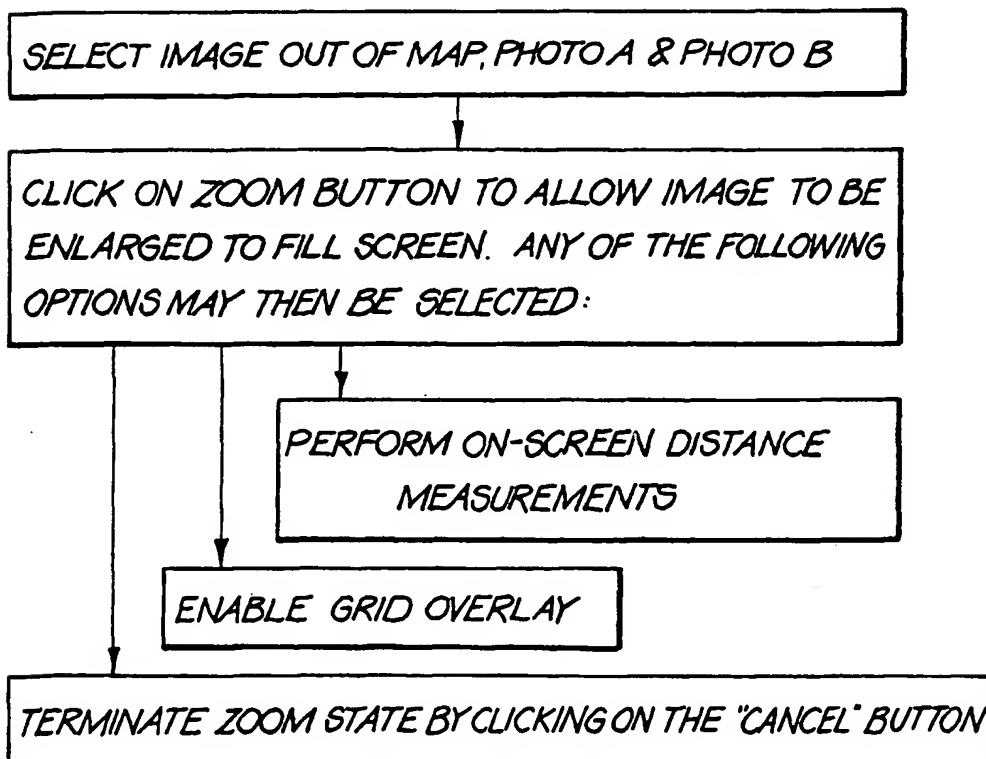 SELECT IMAGE OUT OF MAP, PHOTO A & PHOTO B
CLICK ON ZOOM BUTTON TO ALLOW IMAGE TO BE
ENLARGED TO FILL SCREEN. ANY OF THE FOLLOWING
OPTIONS MAY THEN BE SELECTED:
PERFORM ON-SCREEN DISTANCE
MEASUREMENTS
ENABLE GRID OVERLAY
TERMINATE ZOOM STATE BY CLICKING ON THE "CANCEL" BUTTON